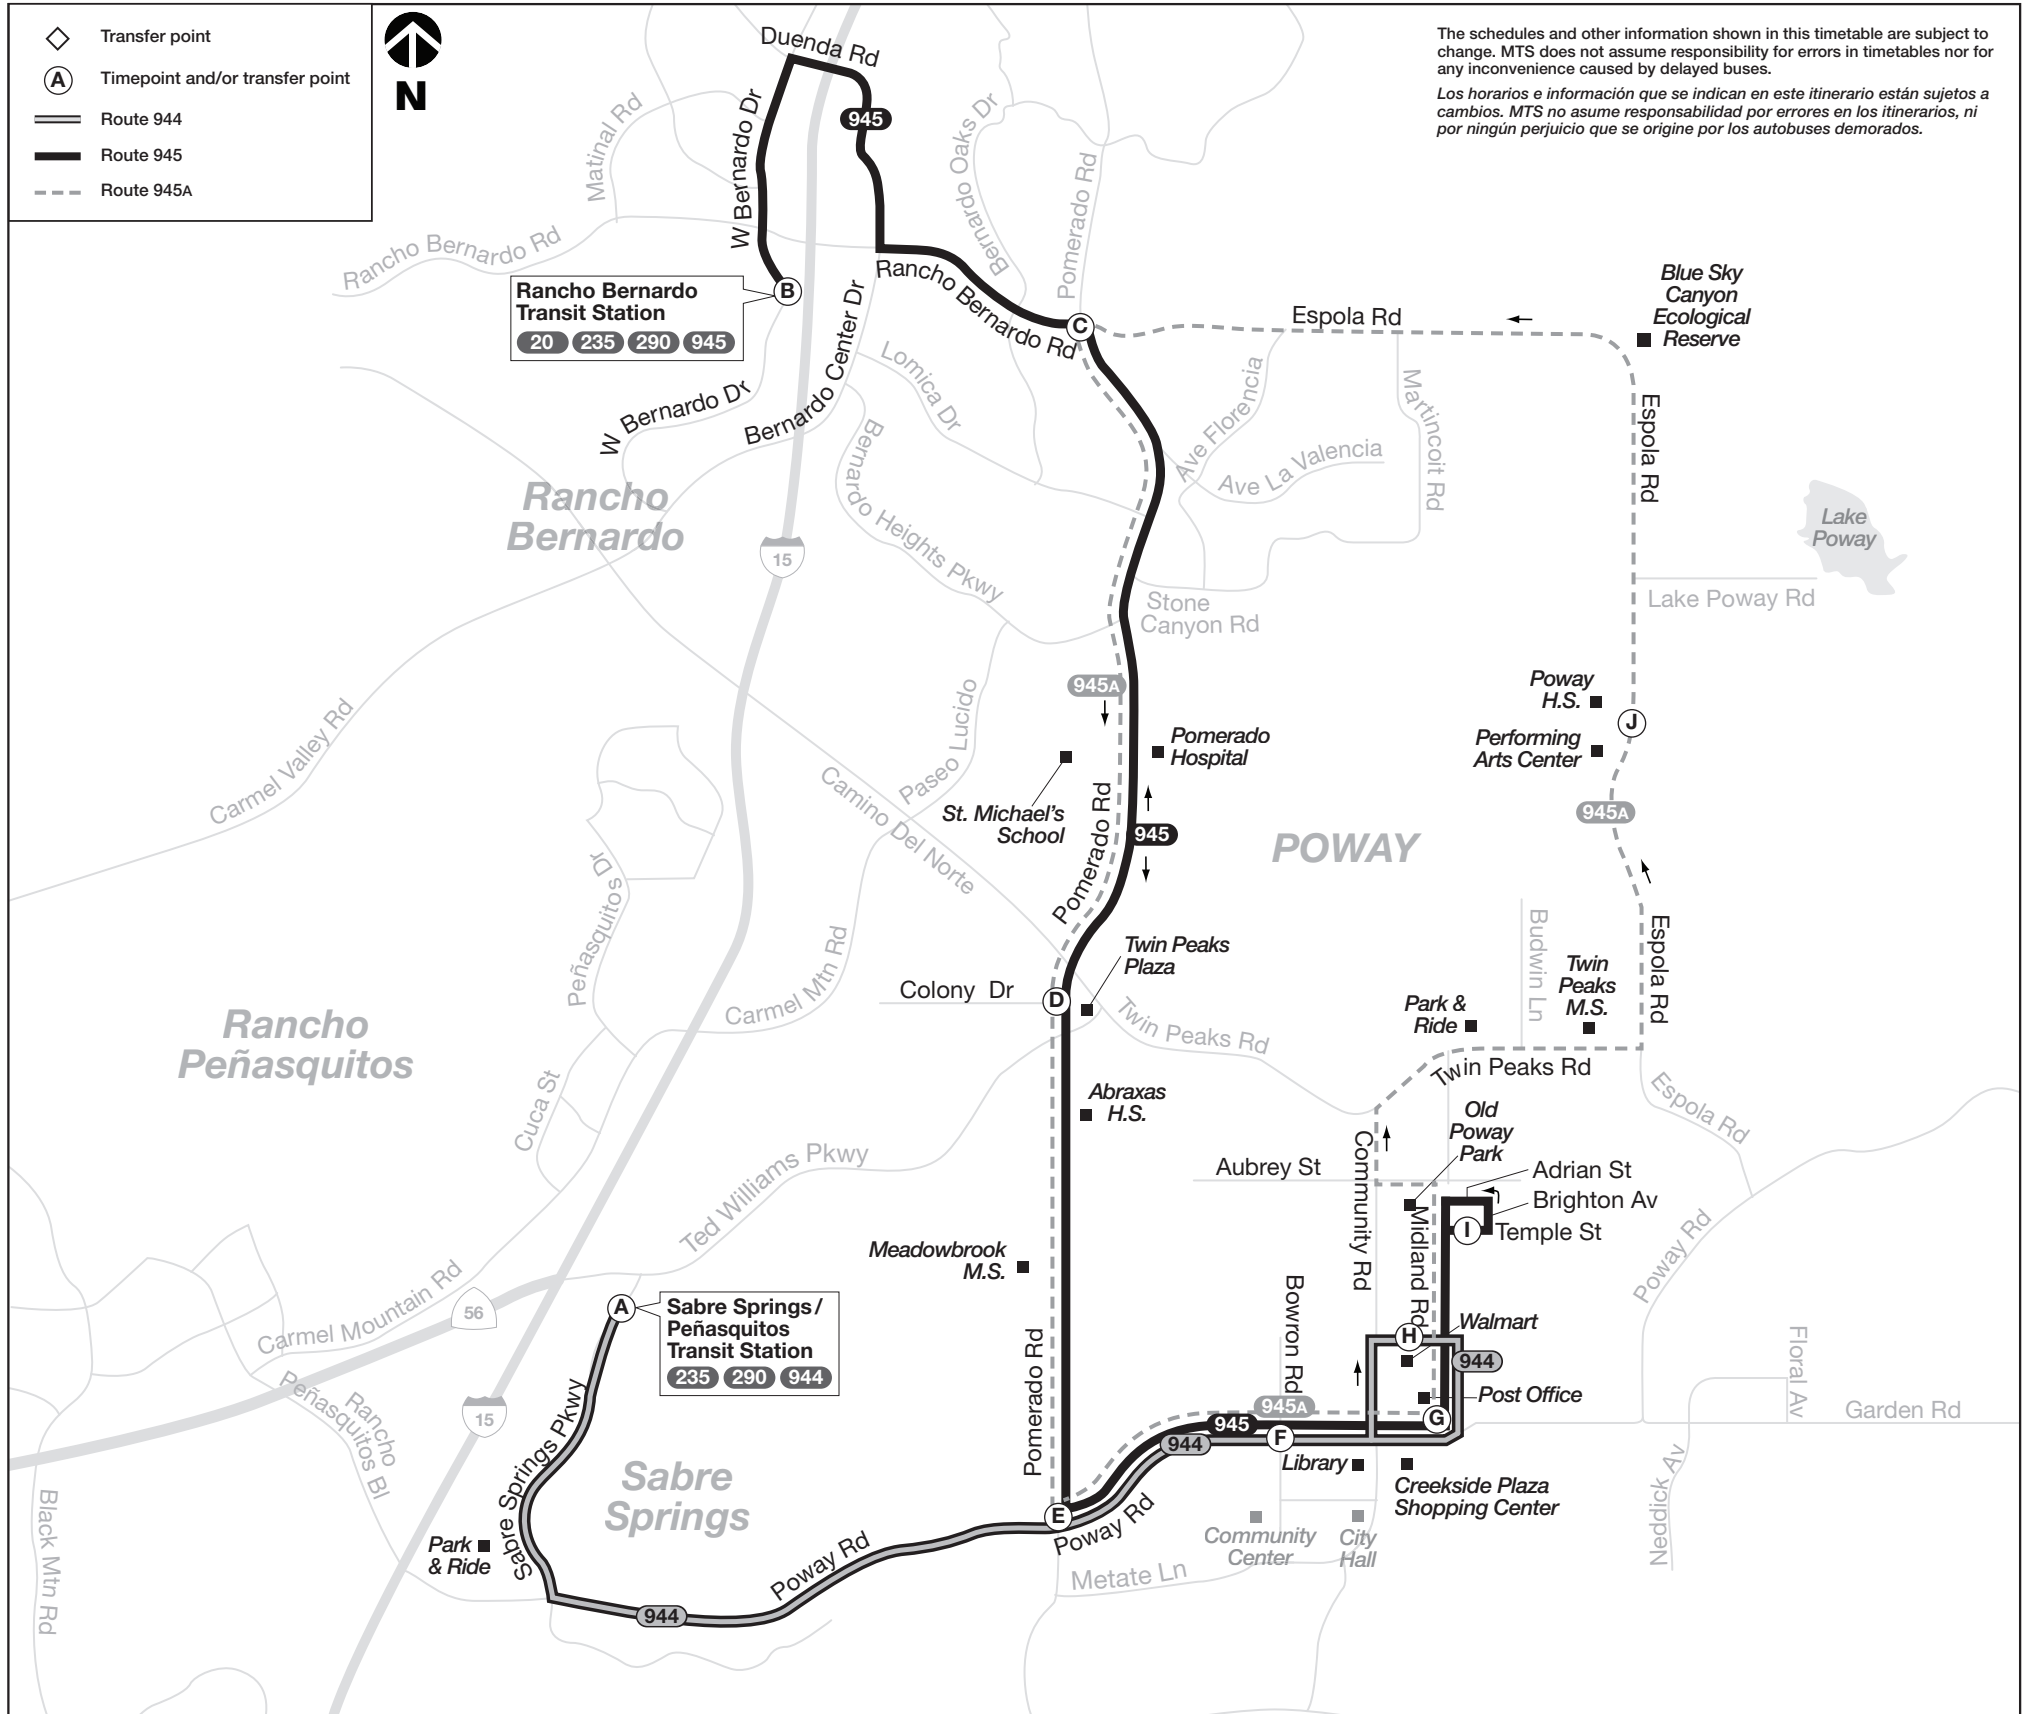 Transfer point
A
Timepoint and/or transfer point
Route 944
Route 945
Route 945A
N
The schedules and other information shown in this timetable are subject to
change. MTS does not assume responsibility for errors in timetables nor for
any inconvenience caused by delayed buses.
Los horarios e información que se indican en este itinerario están sujetos a
cambios. MTS no asume responsabilidad por errores en los itinerarios, ni
por ningún perjuicio que se origine por los autobuses demorados.
Duenda Rd
W Bernardo Dr
945
Matinal Rd
Bernardo Oaks Dr
Pomerado Rd
Rancho Bernardo Rd
Rancho Bernardo
Transit Station
20 235 290 945
B
Rancho Bernardo Rd
C
Bernardo Center Dr
W Bernardo Dr
Lomica Dr
Bernardo Heights Pkwy
Espola Rd
Blue Sky
Canyon
Ecological
Reserve
Espola Rd
Ave Florencia
Ave La Valencia
Martincoit Rd
Lake
Poway
Lake Poway Rd
Rancho
Bernardo
15
Stone
Canyon Rd
945A
Poway
H.S.
J
Performing
Arts Center
945A
Pomerado
Hospital
St. Michael's
School
Paseo Lucido
Camino Del Norte
Carmel Valley Rd
Pomerado Rd
945
POWAY
Peñasquitos Dr
Carmel Mtn Rd
Twin Peaks
Plaza
Colony Dr
D
Twin Peaks Rd
Budwin Ln
Twin
Peaks
M.S.
Espola Rd
Park &
Ride
Twin Peaks Rd
Espola Rd
Rancho
Peñasquitos
Cuca St
Abraxas
H.S.
Old
Poway
Park
Ted Williams Pkwy
Community Rd
Aubrey St
Adrian St
Brighton Av
I
Temple St
Midland Rd
Poway Rd
Meadowbrook
M.S.
Carmel Mountain Rd
56
A
Sabre Springs/
Peñasquitos
Transit Station
235 290 944
Pomerado Rd
Bowron Rd
H
Walmart
944
Floral Av
Post Office
Garden Rd
945A
G
945
F
944
Library
Creekside Plaza
Shopping Center
Neddick Av
Rancho
Peñasquitos Bl
15
Sabre Springs Pkwy
Sabre
Springs
E
Poway Rd
Community
Center
City
Hall
Black Mtn Rd
Park
& Ride
Sabre
Poway Rd
Metate Ln
944